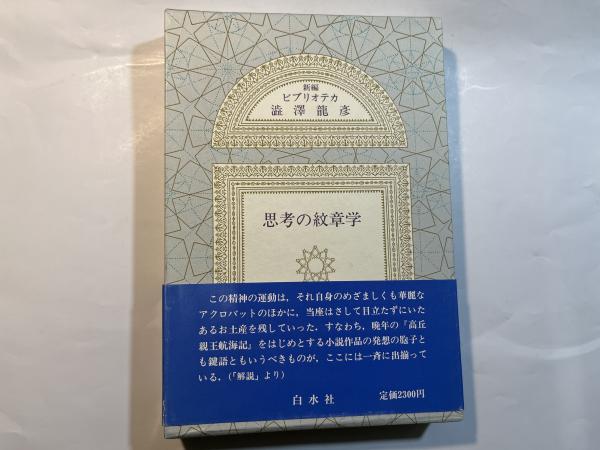 新編
ビブリオテカ
澁澤龍彦
思考の紋章学
この精神の運動は，それ自身のめざましくも華麗な
アクロバットのほかに，当座はさして目立たずにいた
あるお土産を残していった．すなわち，晩年の『高丘
親王航海記』をはじめとする小説作品の発想の胞子と
も鍵語ともいうべきものが，ここには一斉に出揃って
いる．（「解説」より）
白水社
定価2300円